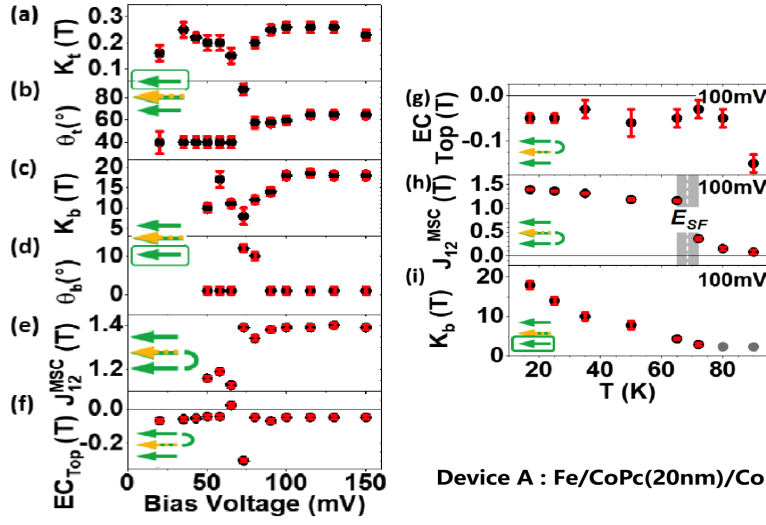 (a)
K_t (T)
0.3
0.2
0.1
(b)
θ_t(°)
80
60
40
(c)
K_b (T)
20
15
10
5
(d)
θ_b(°)
10
0
(e)
J_12^MSC (T)
1.4
1.2
(f)
EC_Top (T)
0.0
-0.2
0 50 100 150
Bias Voltage (mV)
(g)
EC
Top (T)
0.0
-0.1
100mV
(h)
J_12^MSC (T)
1.5
1.0
0.5
0.0
100mV
E_SF
(i)
K_b (T)
20
10
0
100mV
20 40 60 80
T (K)
Device A : Fe/CoPc(20nm)/Co